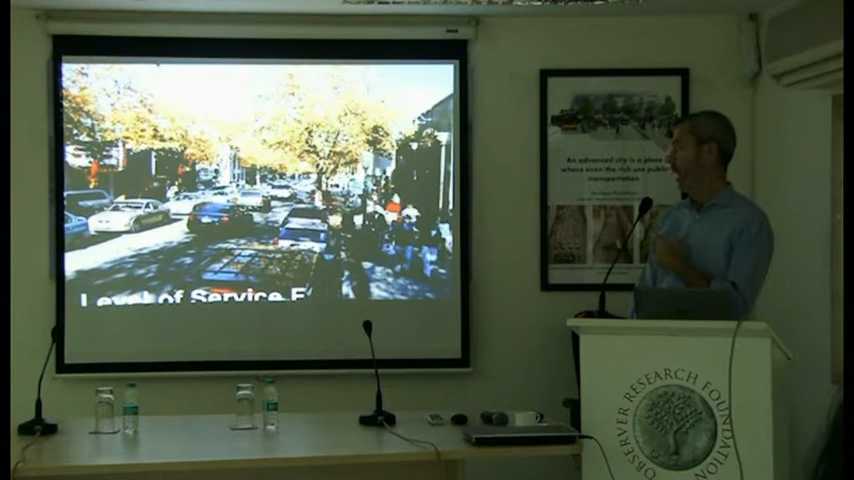 Level of Service F
An advanced city is a place
where even the rich use public
transportation
OBSERVER RESEARCH FOUNDATION